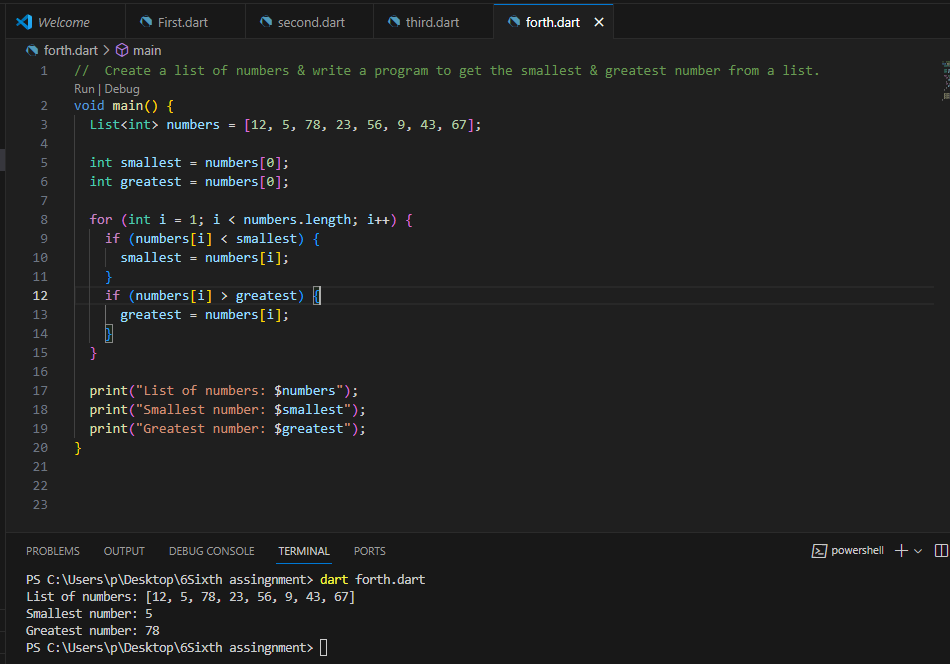 Welcome First.dart second.dart third.dart forth.dart
forth.dart > main
1 // Create a list of numbers & write a program to get the smallest & greatest number from a list.
Run | Debug
2 void main() {
3 List<int> numbers = [12, 5, 78, 23, 56, 9, 43, 67];
4
5 int smallest = numbers[0];
6 int greatest = numbers[0];
7
8 for (int i = 1; i < numbers.length; i++) {
9 if (numbers[i] < smallest) {
10 smallest = numbers[i];
11 }
12 if (numbers[i] > greatest) {
13 greatest = numbers[i];
14 }
15 }
16
17 print("List of numbers: $numbers");
18 print("Smallest number: $smallest");
19 print("Greatest number: $greatest");
20 }
21
22
23
PROBLEMS OUTPUT DEBUG CONSOLE TERMINAL PORTS powershell
PS C:\Users\p\Desktop\6Sixth assingnment> dart forth.dart
List of numbers: [12, 5, 78, 23, 56, 9, 43, 67]
Smallest number: 5
Greatest number: 78
PS C:\Users\p\Desktop\6Sixth assingnment>